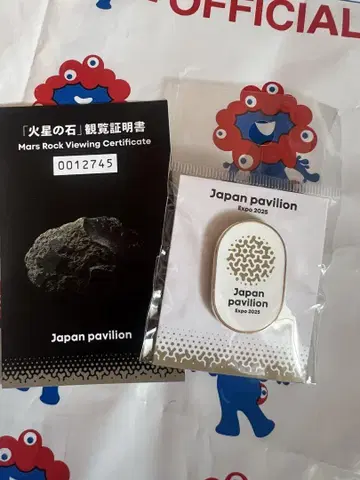 OFFICIAL
「火星の石」観覧証明書
Mars Rock Viewing Certificate
0012745
Japan pavilion
Japan pavilion
Expo 2025
Japan
pavilion
Expo 2025